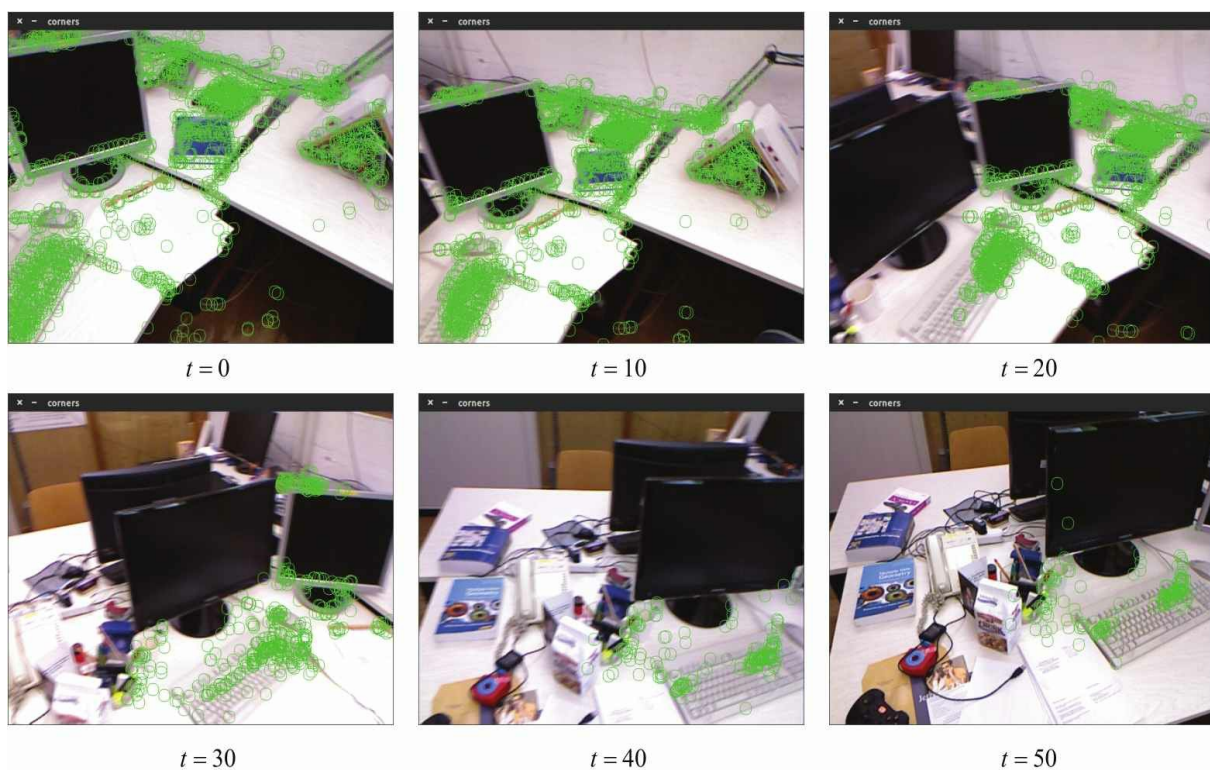 × – corners
× – corners
× – corners
t = 0
t = 10
t = 20
× – corners
× – corners
× – corners
t = 30
t = 40
t = 50